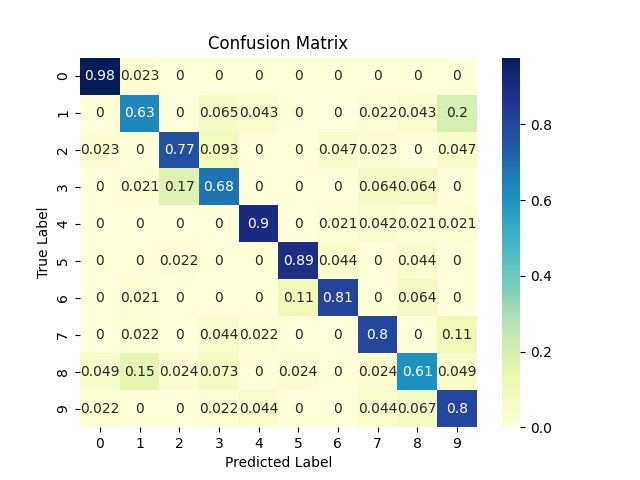 Confusion Matrix
0 0.98 0.023 0 0 0 0 0 0 0 0
1 0 0.63 0 0.065 0.043 0 0 0.022 0.043 0.2
2 0.023 0 0.77 0.093 0 0 0.047 0.023 0 0.047
3 0 0.021 0.17 0.68 0 0 0 0.064 0.064 0
4 0 0 0 0 0.9 0 0.021 0.042 0.021 0.021
5 0 0 0.022 0 0 0.89 0.044 0 0.044 0
6 0 0.021 0 0 0 0.11 0.81 0 0.064 0
7 0 0.022 0 0.044 0.022 0 0 0.8 0 0.11
8 0.049 0.15 0.024 0.073 0 0.024 0 0.024 0.61 0.049
9 0.022 0 0 0.022 0.044 0 0 0.044 0.067 0.8
0 1 2 3 4 5 6 7 8 9
Predicted Label
True Label
0.8
0.6
0.4
0.2
0.0